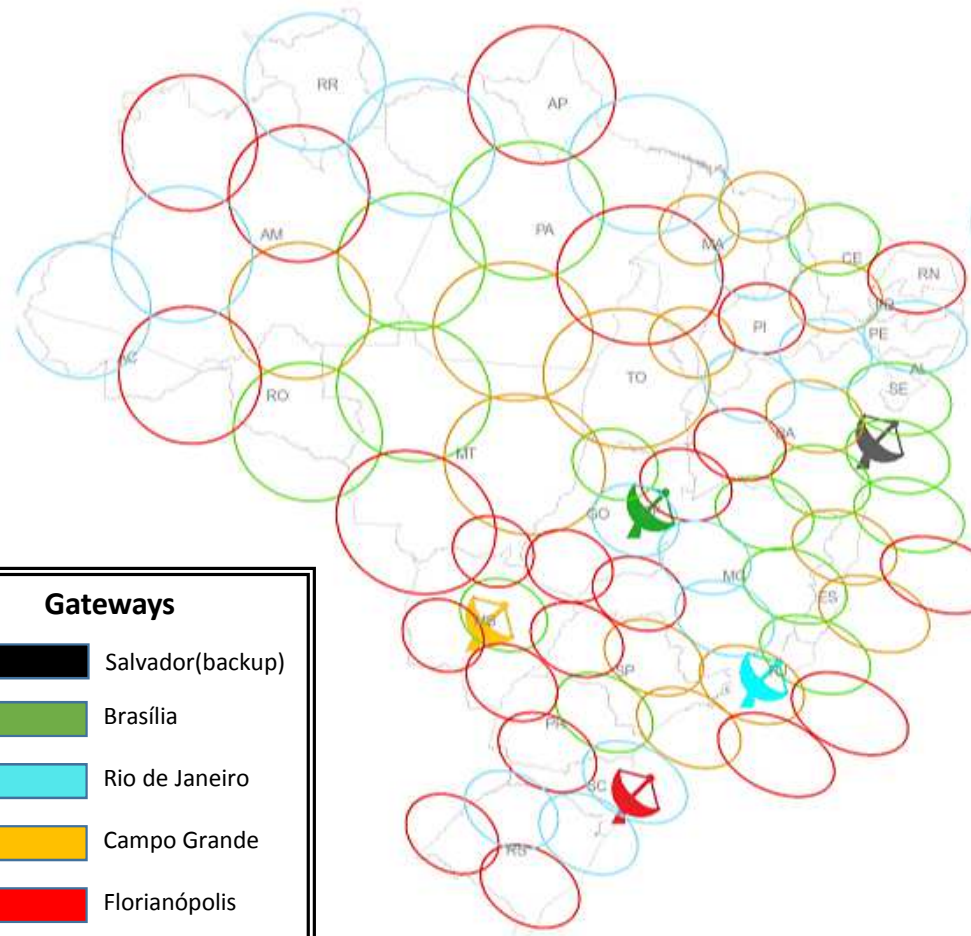 RR
AP
AM
PA
MA
CE
RN
PI
PE
AC
TO
AL
SE
RO
BA
MT
GO
MG
ES
MS
SP
RJ
PR
SC
RS
Gateways
Salvador(backup)
Brasília
Rio de Janeiro
Campo Grande
Florianópolis